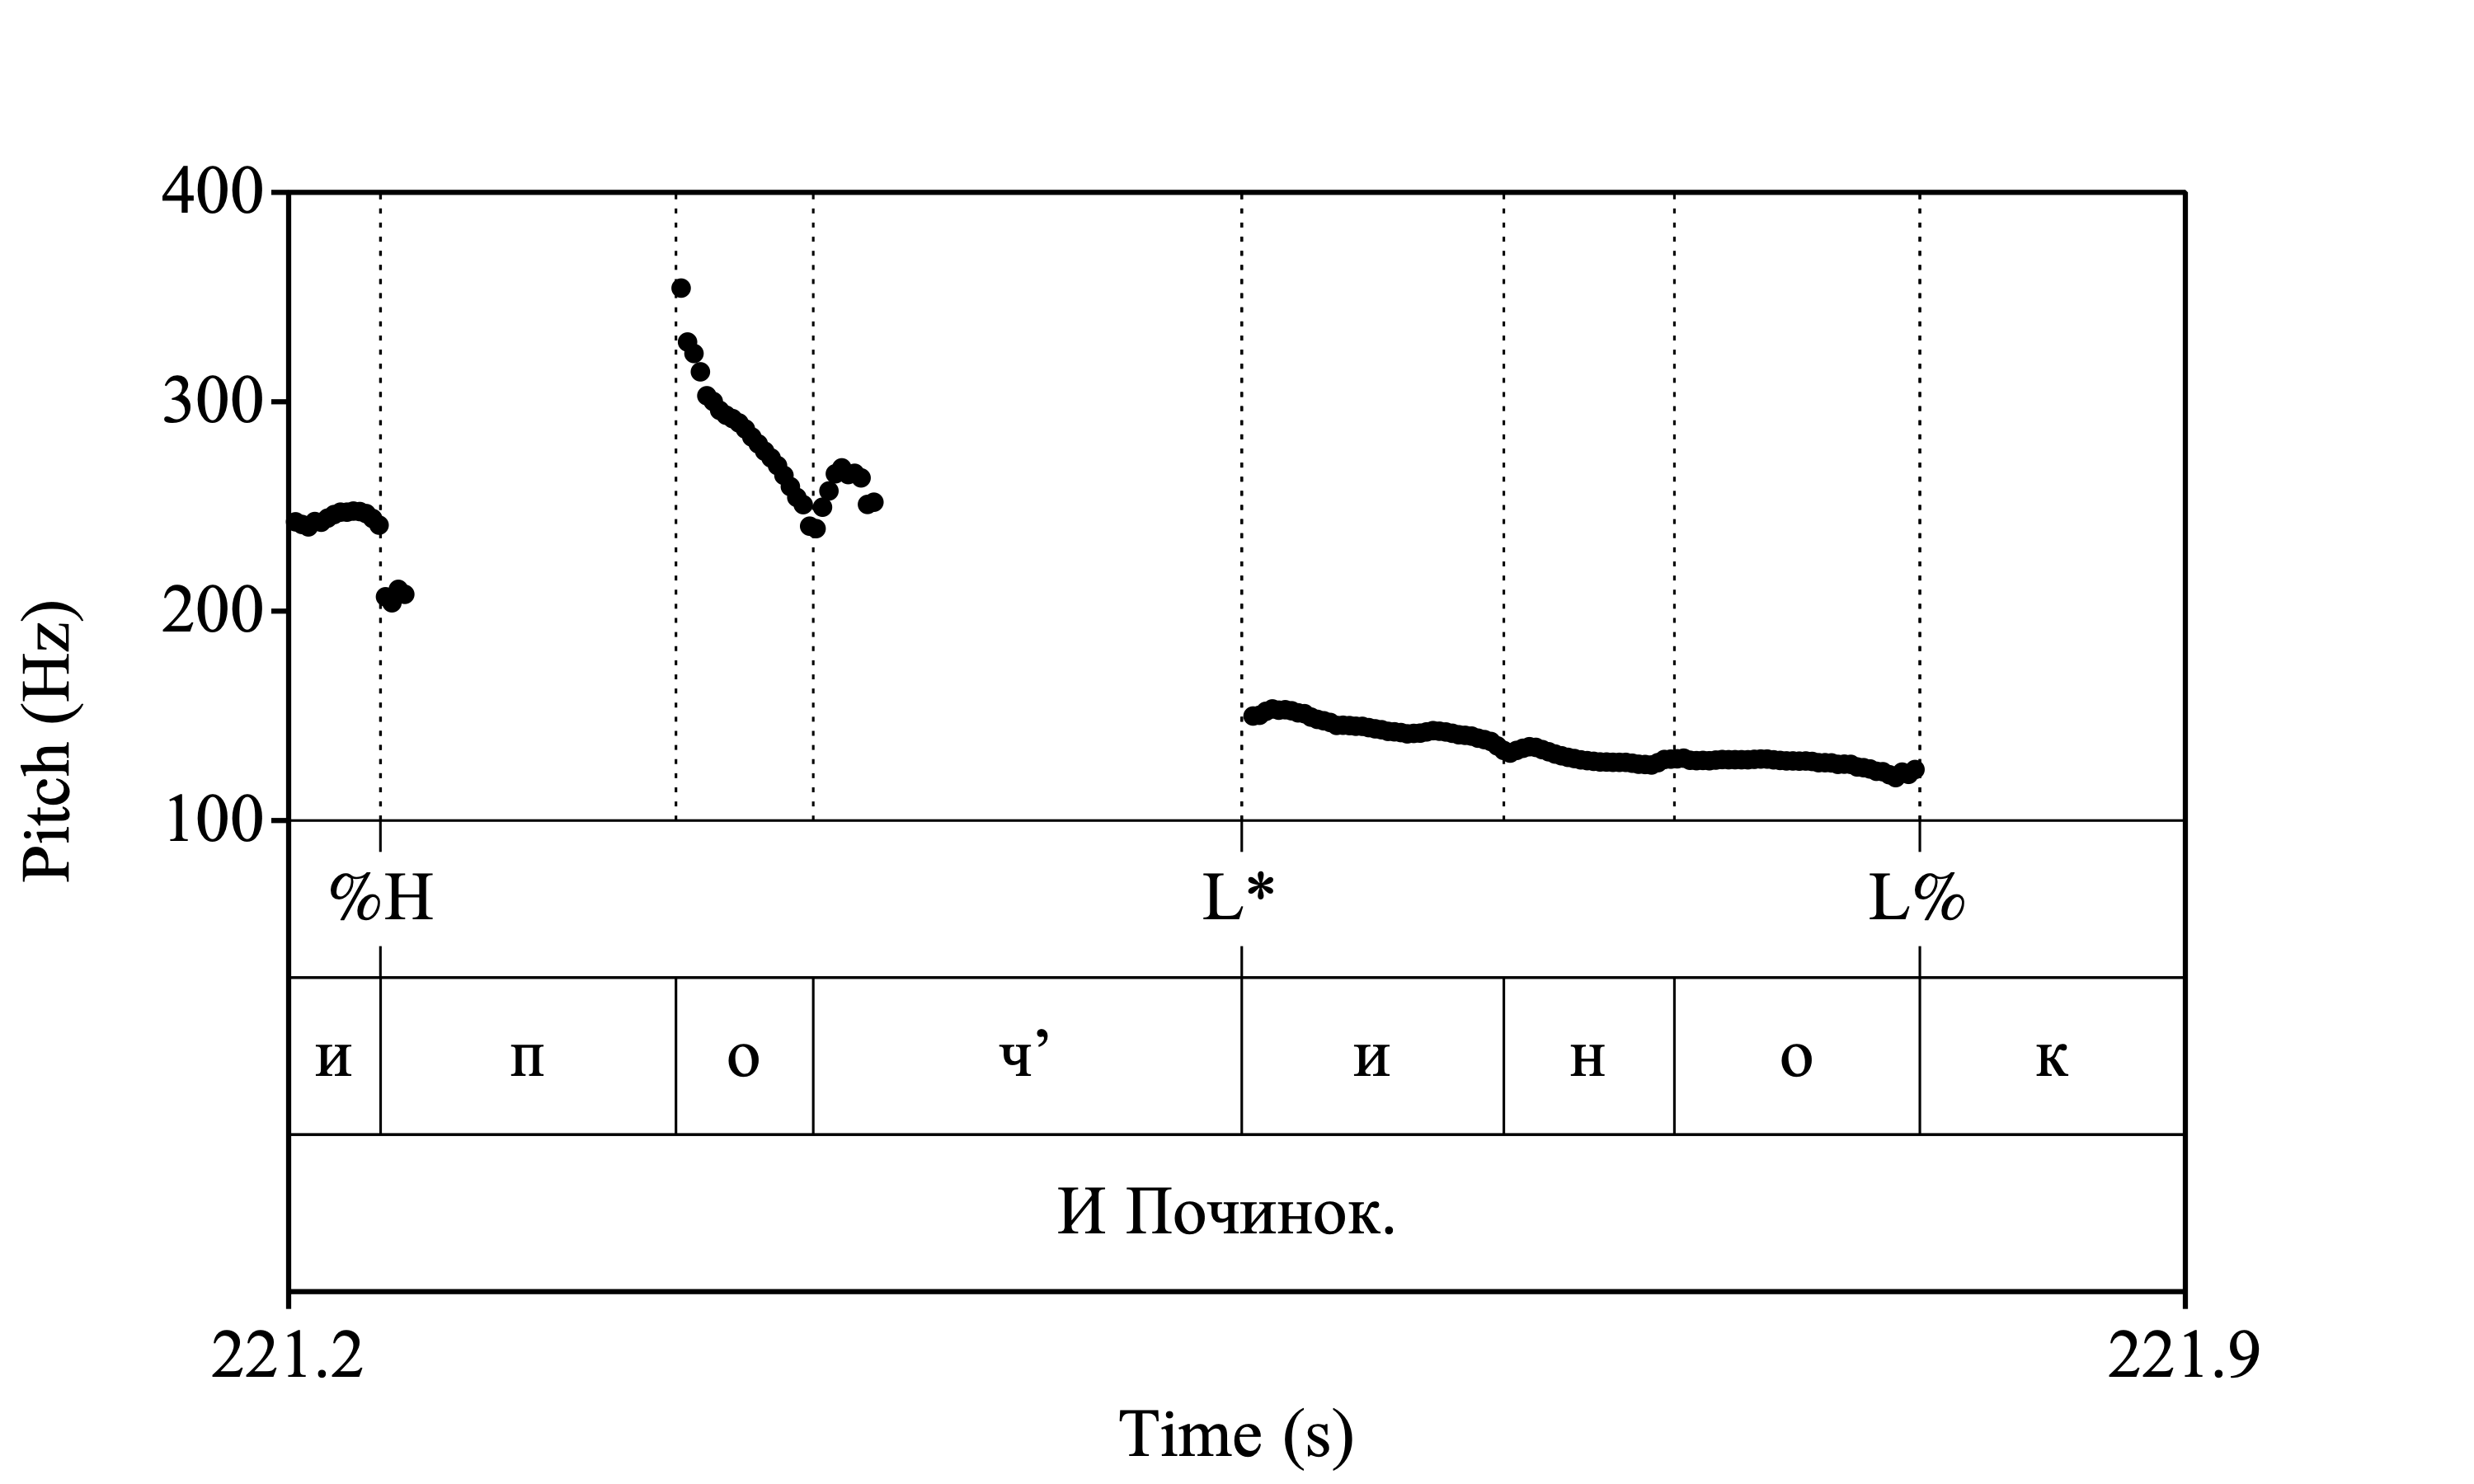 400
300
200
100
Pitch (Hz)
%H L* L%
и п о ч’ и н о к
И Починок.
221.2 221.9
Time (s)